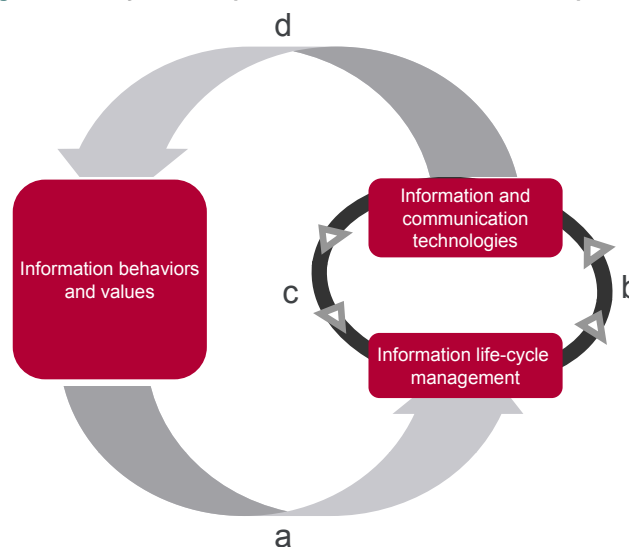 d
Information and
communication
technologies
Information behaviors
and values
c
b
Information life-cycle
management
a